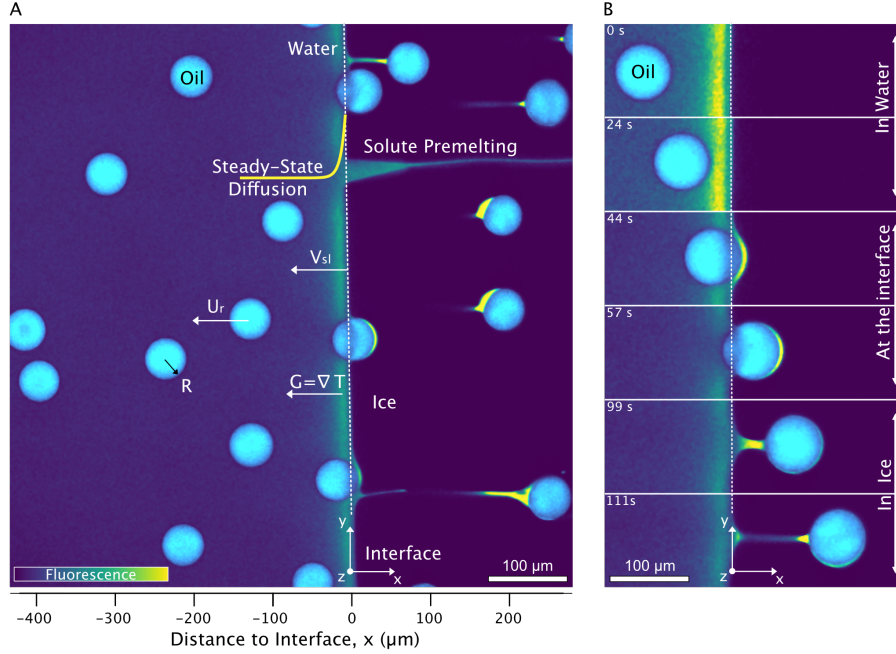 A
Water
Oil
Steady-State
Diffusion
Solute Premelting
Vsl
Ur
R
G=∇T
Ice
y
Interface
z
x
Fluorescence
100 μm
-400
-300
-200
-100
0
100
200
Distance to Interface, x (μm)
B
0 s
Oil
In Water
24 s
44 s
At the interface
57 s
99 s
In Ice
111s
y
z
x
100 μm